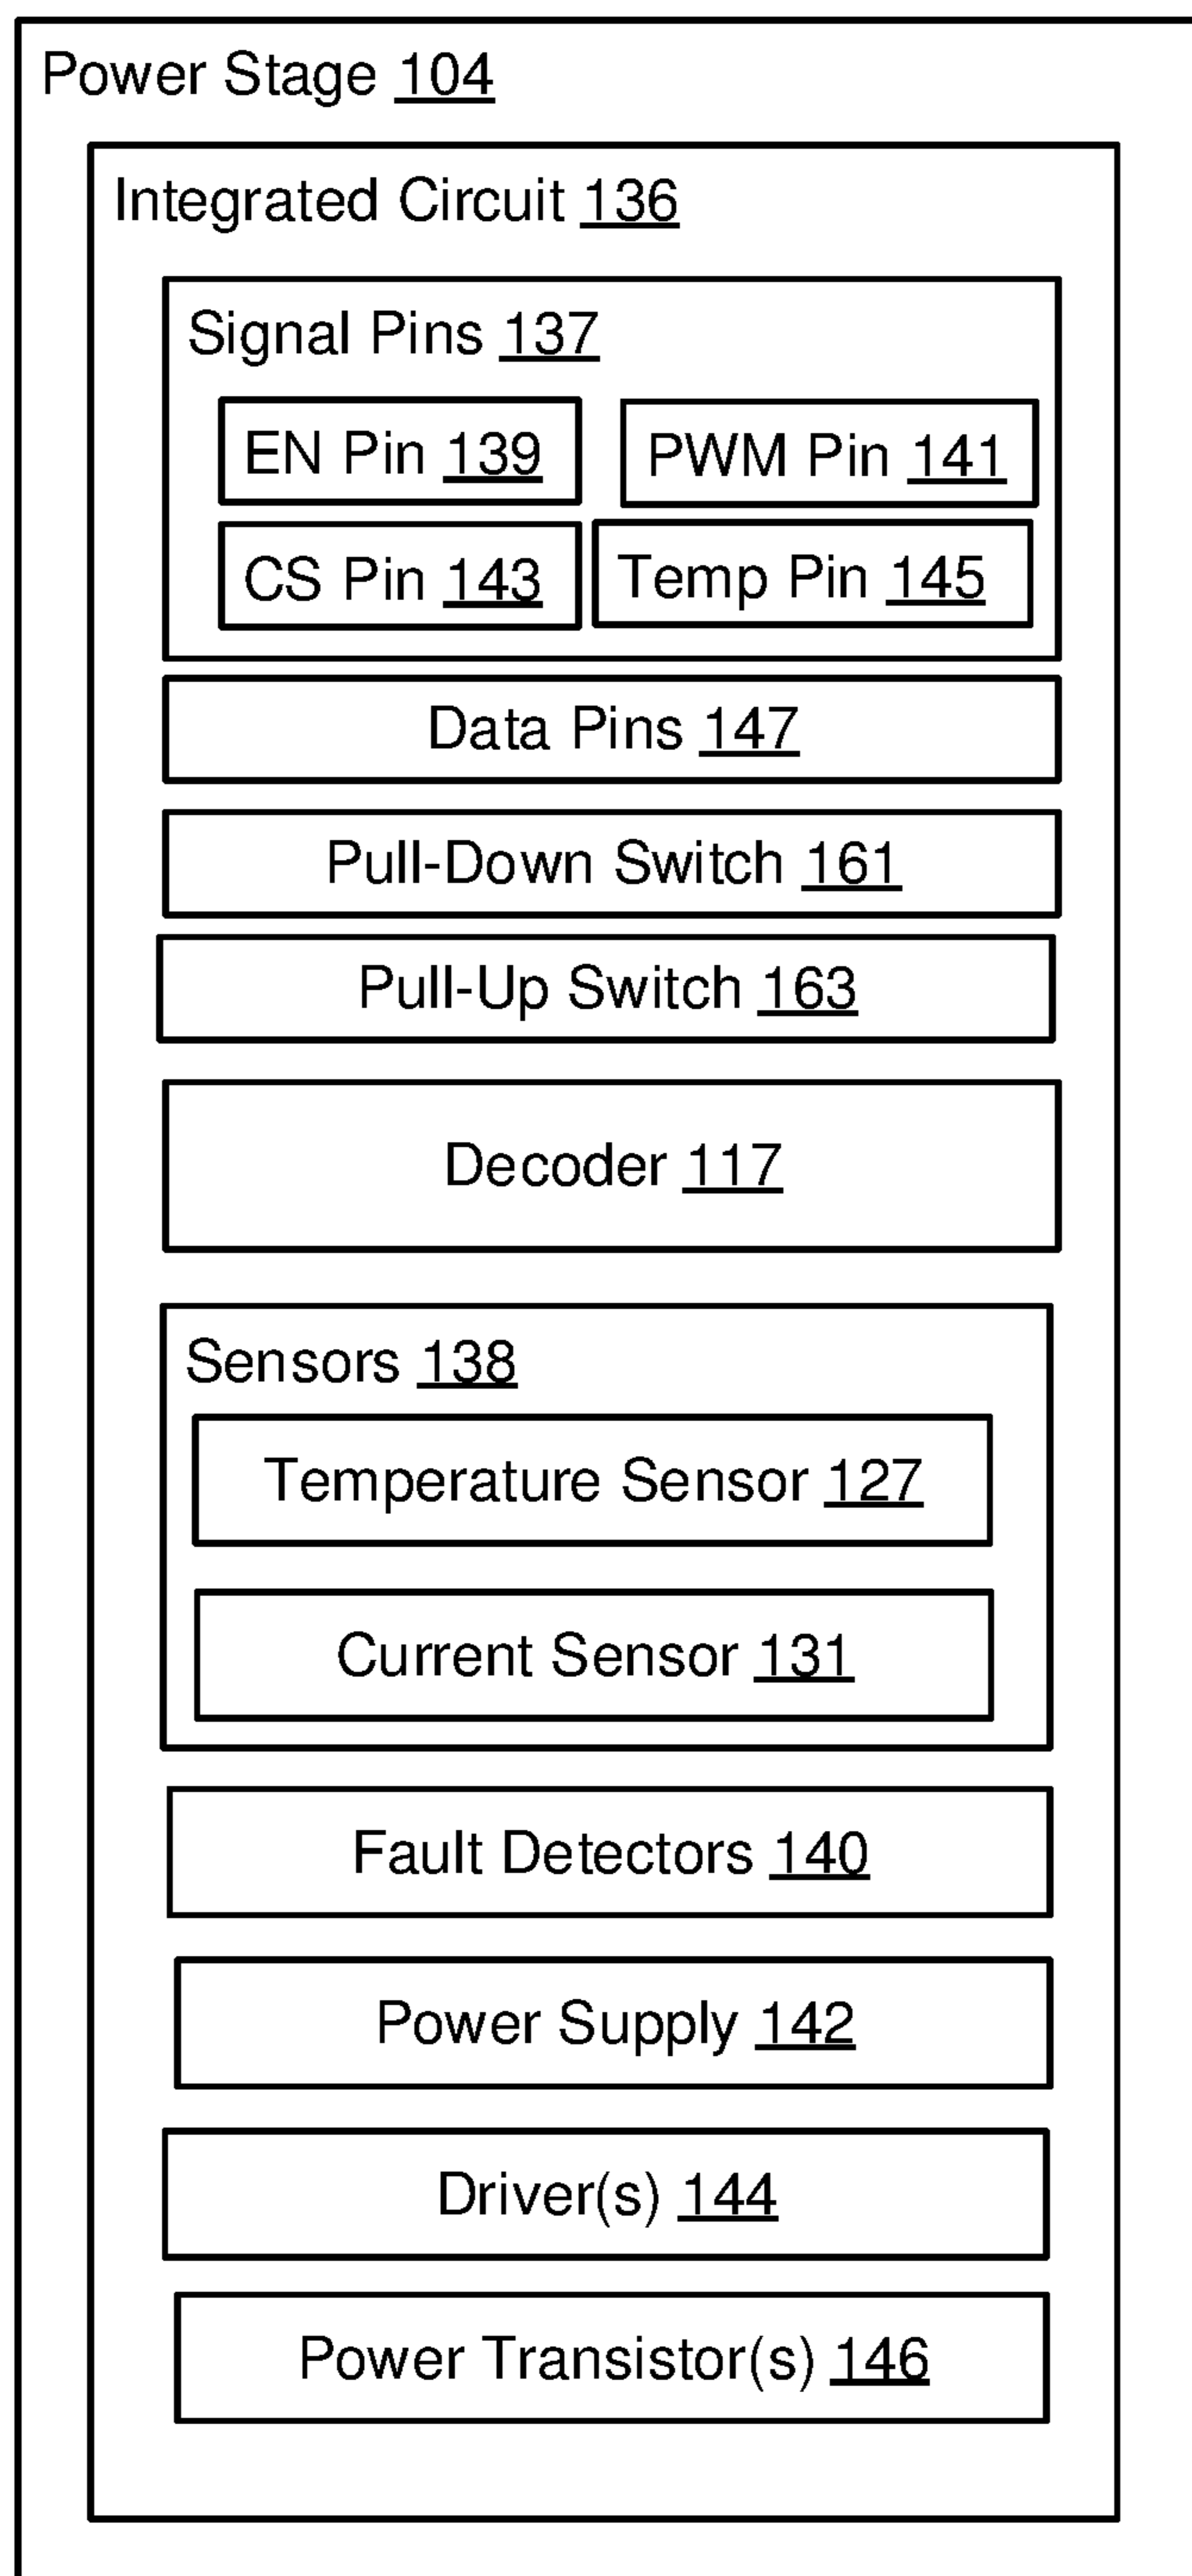 Power Stage 104
Integrated Circuit 136
Signal Pins 137
EN Pin 139
PWM Pin 141
CS Pin 143
Temp Pin 145
Data Pins 147
Pull-Down Switch 161
Pull-Up Switch 163
Decoder 117
Sensors 138
Temperature Sensor 127
Current Sensor 131
Fault Detectors 140
Power Supply 142
Driver(s) 144
Power Transistor(s) 146